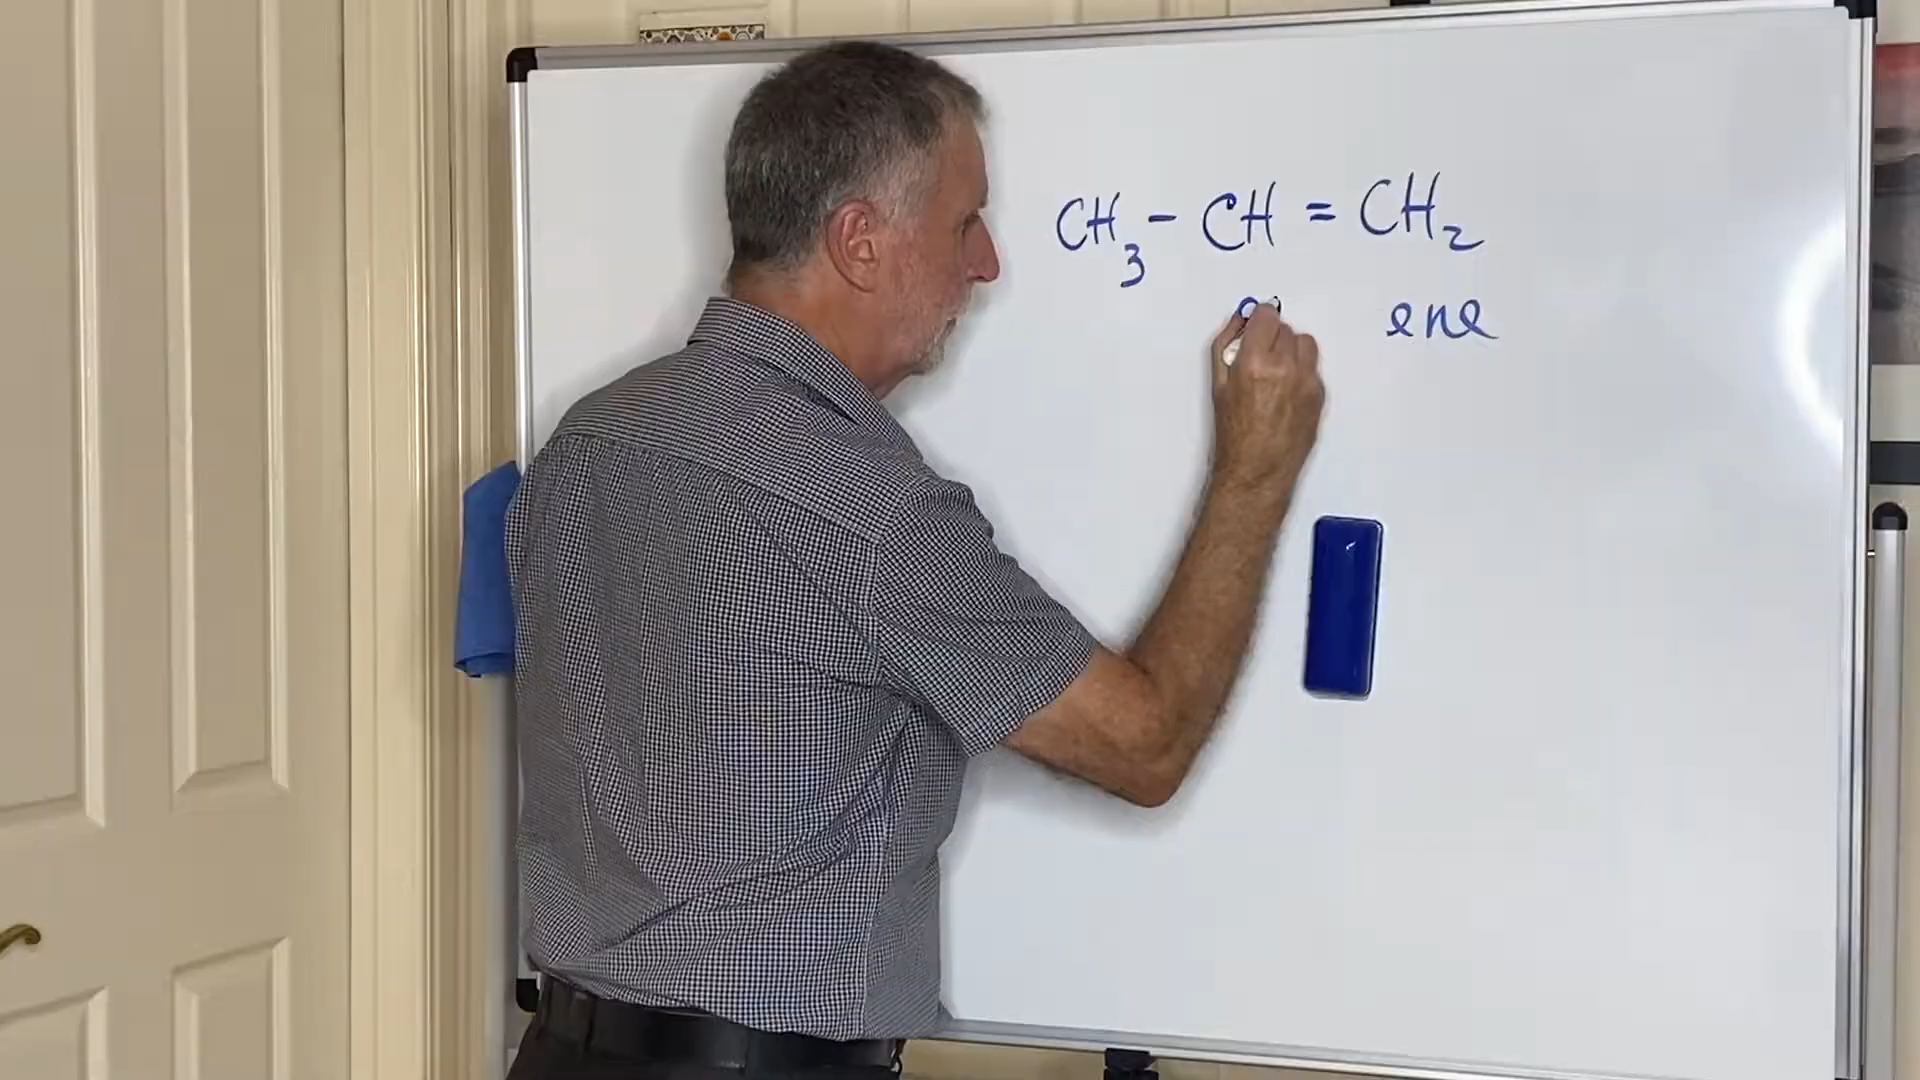 CH₃ - CH = CH₂
ene